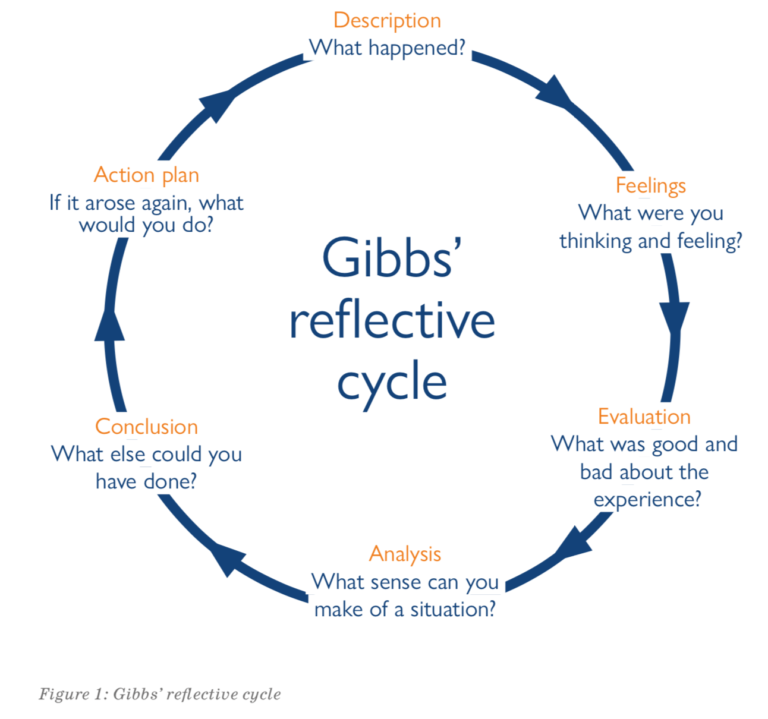 Description
What happened?
Feelings
What were you
thinking and feeling?
Evaluation
What was good and
bad about the
experience?
Analysis
What sense can you
make of a situation?
Conclusion
What else could you
have done?
Action plan
If it arose again, what
would you do?
Gibbs’
reflective
cycle
Figure 1: Gibbs’ reflective cycle